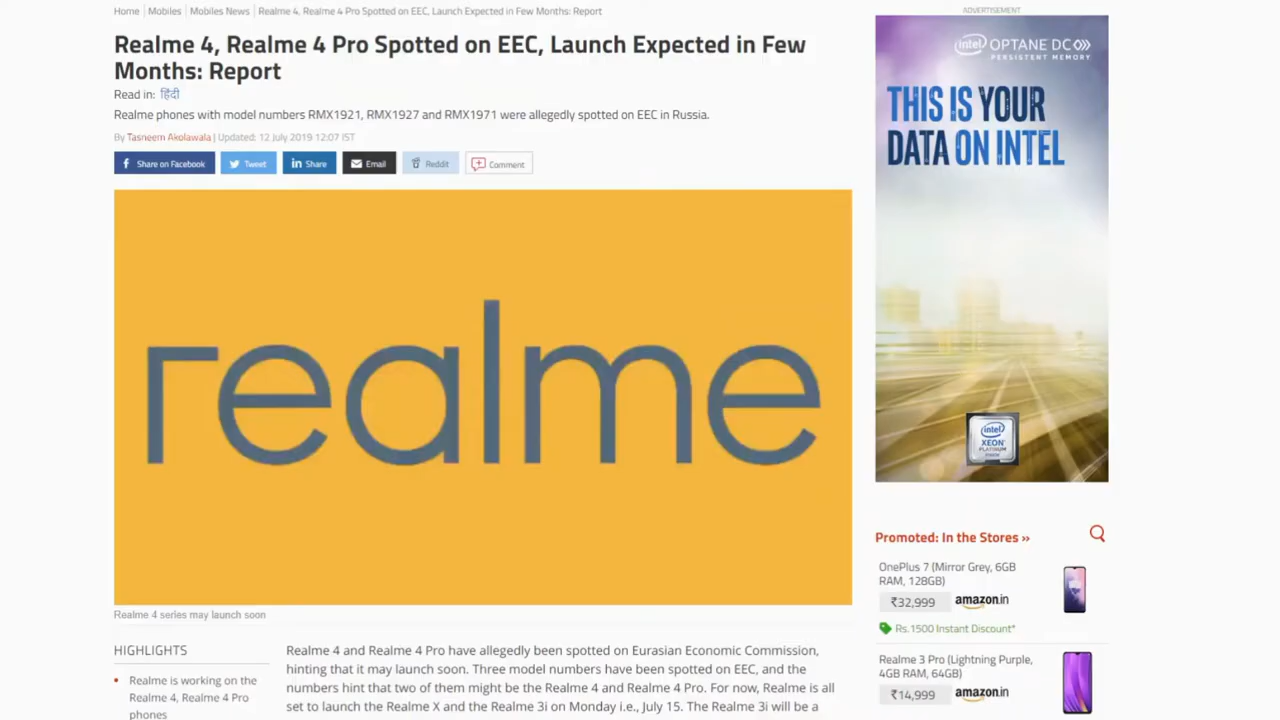 Home | Mobiles | Mobiles News | Realme 4, Realme 4 Pro Spotted on EEC, Launch Expected in Few Months: Report
ADVERTISEMENT
Realme 4, Realme 4 Pro Spotted on EEC, Launch Expected in Few
Months: Report
Read in: हिंदी
Realme phones with model numbers RMX1921, RMX1927 and RMX1971 were allegedly spotted on EEC in Russia.
By Tasneem Akolawala | Updated: 12 July 2019 12:07 IST
Share on Facebook
Tweet
in Share
Email
Reddit
Comment
realme
Realme 4 series may launch soon
HIGHLIGHTS
Realme is working on the
Realme 4, Realme 4 Pro
phones
Realme 4 and Realme 4 Pro have allegedly been spotted on Eurasian Economic Commission,
hinting that it may launch soon. Three model numbers have been spotted on EEC, and the
numbers hint that two of them might be the Realme 4 and Realme 4 Pro. For now, Realme is all
set to launch the Realme X and the Realme 3i on Monday i.e., July 15. The Realme 3i will be a
intel OPTANE DC
PERSISTENT MEMORY
THIS IS YOUR
DATA ON INTEL
intel
XEON
PLATINUM
inside
Promoted: In the Stores »
OnePlus 7 (Mirror Grey, 6GB
RAM, 128GB)
₹32,999
amazon.in
Rs.1500 Instant Discount*
Realme 3 Pro (Lightning Purple,
4GB RAM, 64GB)
₹14,999
amazon.in